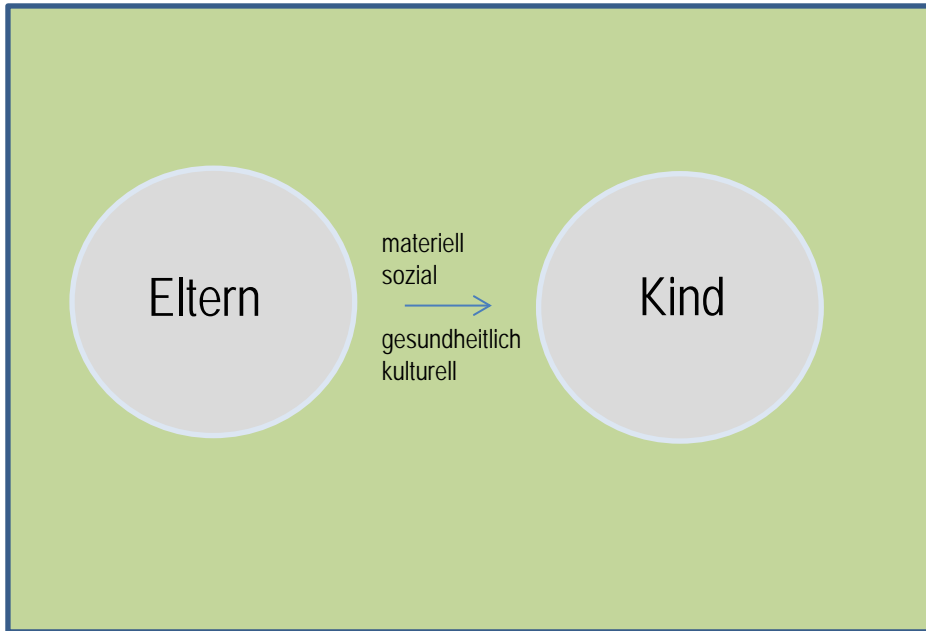 Eltern
materiell
sozial
gesundheitlich
kulturell
Kind